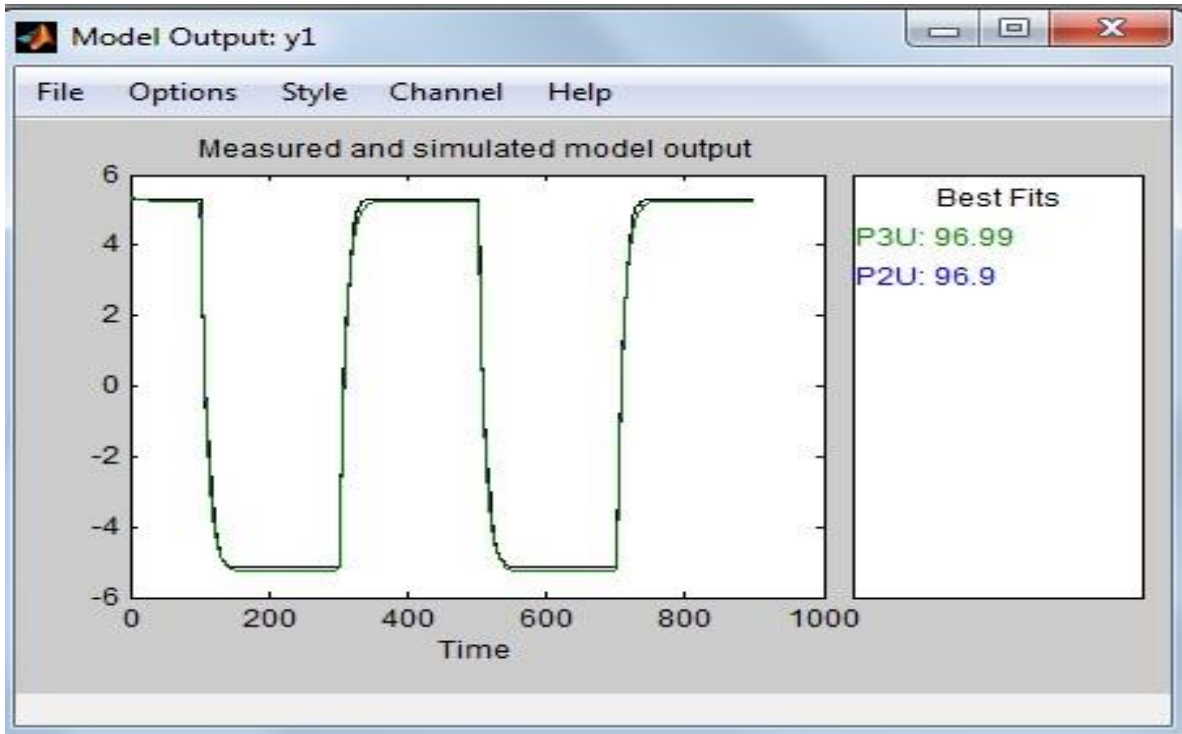 Model Output: y1
File Options Style Channel Help
Measured and simulated model output
6
4
2
0
-2
-4
-6
0 200 400 600 800 1000
Time
Best Fits
P3U: 96.99
P2U: 96.9